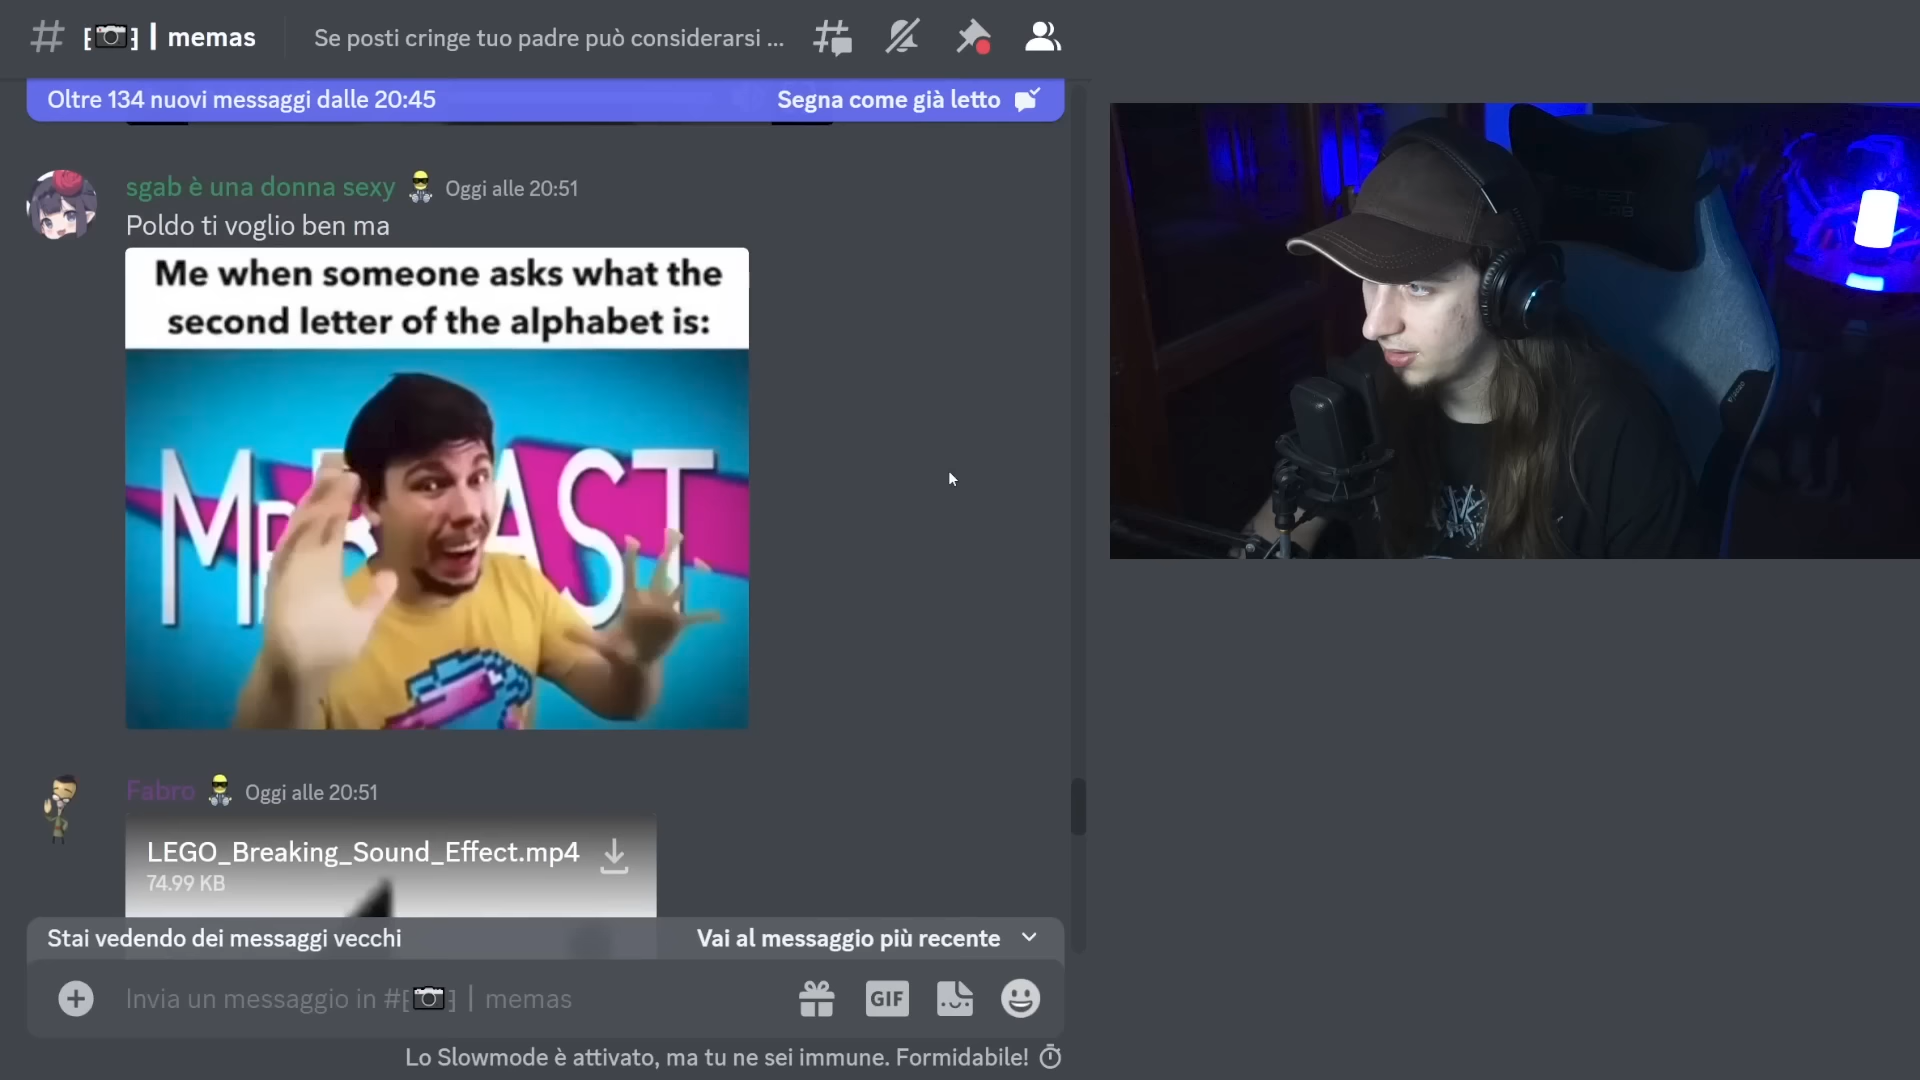 [📷] | memas
Se posti cringe tuo padre può considerarsi ...
Oltre 134 nuovi messaggi dalle 20:45
Segna come già letto
sgab è una donna sexy Oggi alle 20:51
Poldo ti voglio ben ma
Me when someone asks what the
second letter of the alphabet is:
Fabro Oggi alle 20:51
LEGO_Breaking_Sound_Effect.mp4
74.99 KB
Stai vedendo dei messaggi vecchi
Vai al messaggio più recente
Invia un messaggio in #[📷] | memas
GIF
Lo Slowmode è attivato, ma tu ne sei immune. Formidabile!